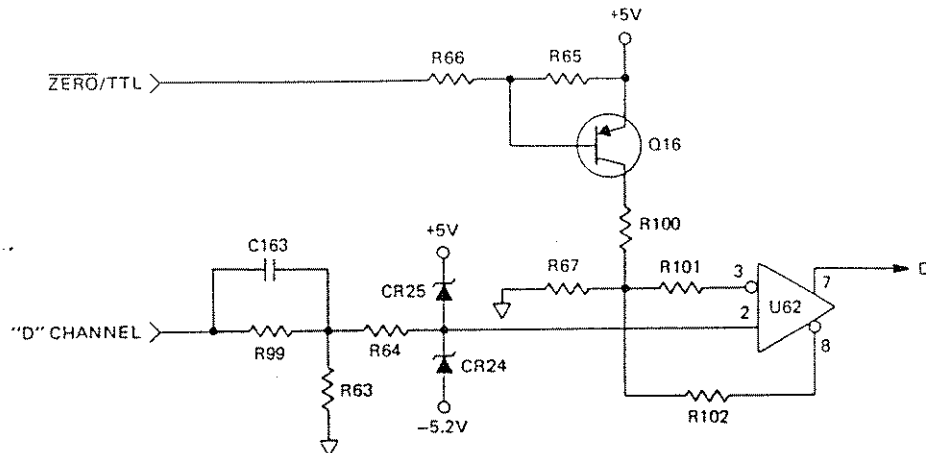 +5V
R66
R65
ZERO/TTL
Q16
R100
C163
+5V
R67
R101
3
7
D
CR25
2
U62
"D" CHANNEL
R99
R64
CR24
8
R63
R102
−5.2V